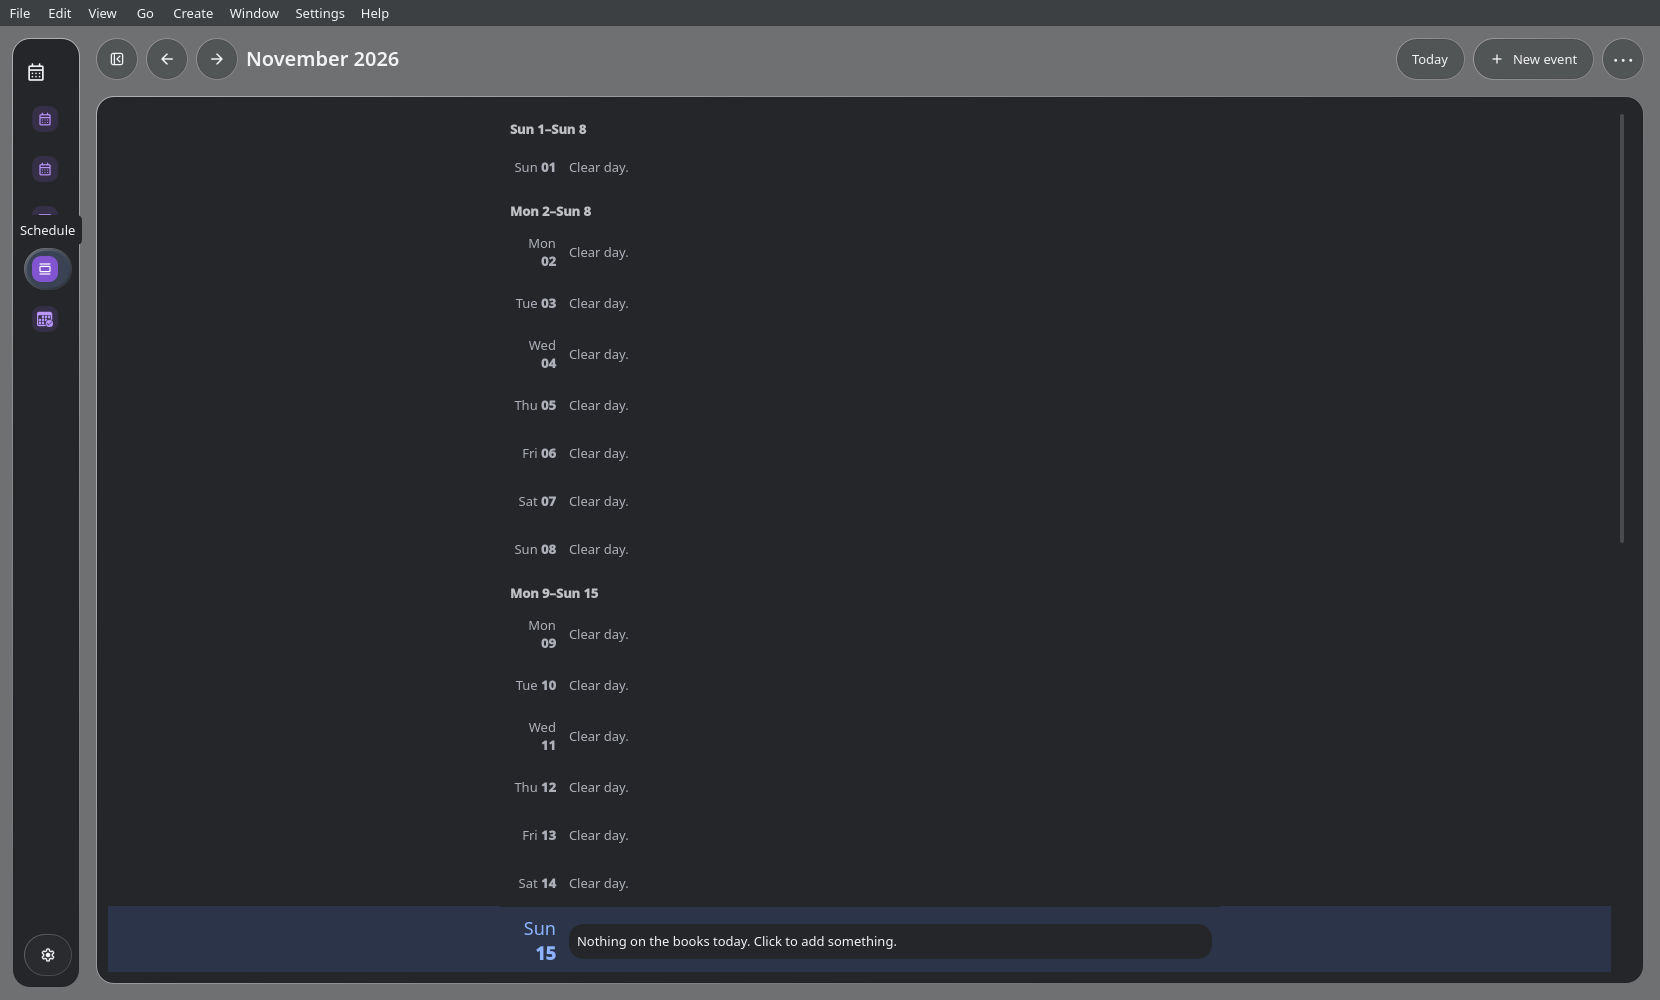 File Edit View Go Create Window Settings Help
November 2026
Today
New event
Schedule
Sun 1–Sun 8
Sun 01 Clear day.
Mon 2–Sun 8
Mon
02 Clear day.
Tue 03 Clear day.
Wed
04 Clear day.
Thu 05 Clear day.
Fri 06 Clear day.
Sat 07 Clear day.
Sun 08 Clear day.
Mon 9–Sun 15
Mon
09 Clear day.
Tue 10 Clear day.
Wed
11 Clear day.
Thu 12 Clear day.
Fri 13 Clear day.
Sat 14 Clear day.
Sun
15 Nothing on the books today. Click to add something.